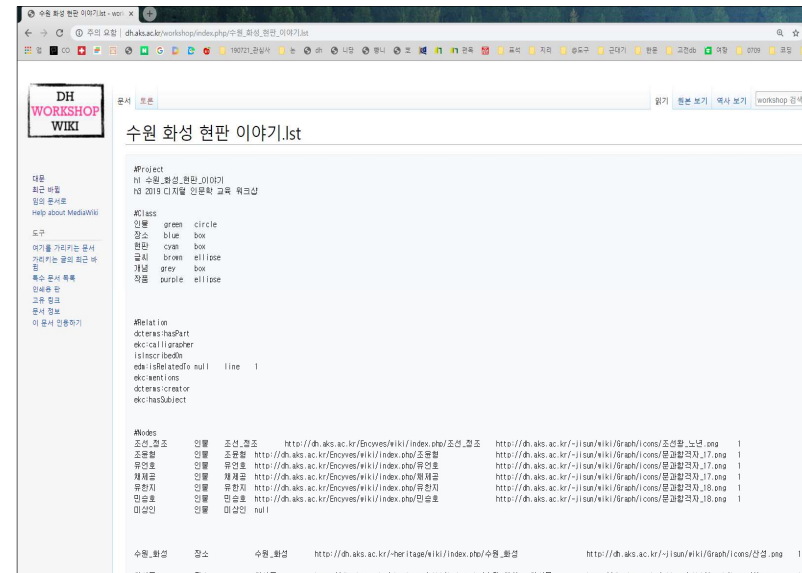 수원 화성 현판 이야기.lst - wor
주의 요함 | dh.aks.ac.kr/workshop/index.php/수원_화성_현판_이야기.lst
190721_관심사
DH
WORKSHOP
WIKI
문서 토론
읽기 원본 보기 역사 보기 workshop 검색
수원 화성 현판 이야기.lst
대문
최근 바뀜
임의 문서로
Help about MediaWiki
도구
여기를 가리키는 문서
가리키는 글의 최근 바뀜
특수 문서 목록
인쇄용 판
고유 링크
문서 정보
이 문서 인용하기
#Project
h1 수원_화성_현판_이야기
h3 2019 디지털 인문학 교육 워크샵
#Class
인물 green circle
장소 blue box
현판 cyan box
글씨 brown ellipse
개념 grey box
작품 purple ellipse
#Relation
dcterms:hasPart
ekc:calligrapher
isInscribedOn
edm:isRelatedTo null line 1
ekc:mentions
dcterms:creator
ekc:hasSubject
#Nodes
조선_정조 인물 조선_정조 http://dh.aks.ac.kr/Encyves/wiki/index.php/조선_정조 http://dh.aks.ac.kr/~jisun/wiki/Graph/icons/조선왕_노년.png 1
조윤형 인물 조윤형 http://dh.aks.ac.kr/Encyves/wiki/index.php/조윤형 http://dh.aks.ac.kr/~jisun/wiki/Graph/icons/문과합격자_17.png 1
유언호 인물 유언호 http://dh.aks.ac.kr/Encyves/wiki/index.php/유언호 http://dh.aks.ac.kr/~jisun/wiki/Graph/icons/문과합격자_17.png 1
채제공 인물 채제공 http://dh.aks.ac.kr/Encyves/wiki/index.php/채제공 http://dh.aks.ac.kr/~jisun/wiki/Graph/icons/문과합격자_17.png 1
유한지 인물 유한지 http://dh.aks.ac.kr/Encyves/wiki/index.php/유한지 http://dh.aks.ac.kr/~jisun/wiki/Graph/icons/문과합격자_18.png 1
민승호 인물 민승호 http://dh.aks.ac.kr/Encyves/wiki/index.php/민승호 http://dh.aks.ac.kr/~jisun/wiki/Graph/icons/문과합격자_18.png 1
미상인 인물 미상인 null
수원_화성 장소 수원_화성 http://dh.aks.ac.kr/~heritage/wiki/index.php/수원_화성 http://dh.aks.ac.kr/~jisun/wiki/Graph/icons/산성.png 1